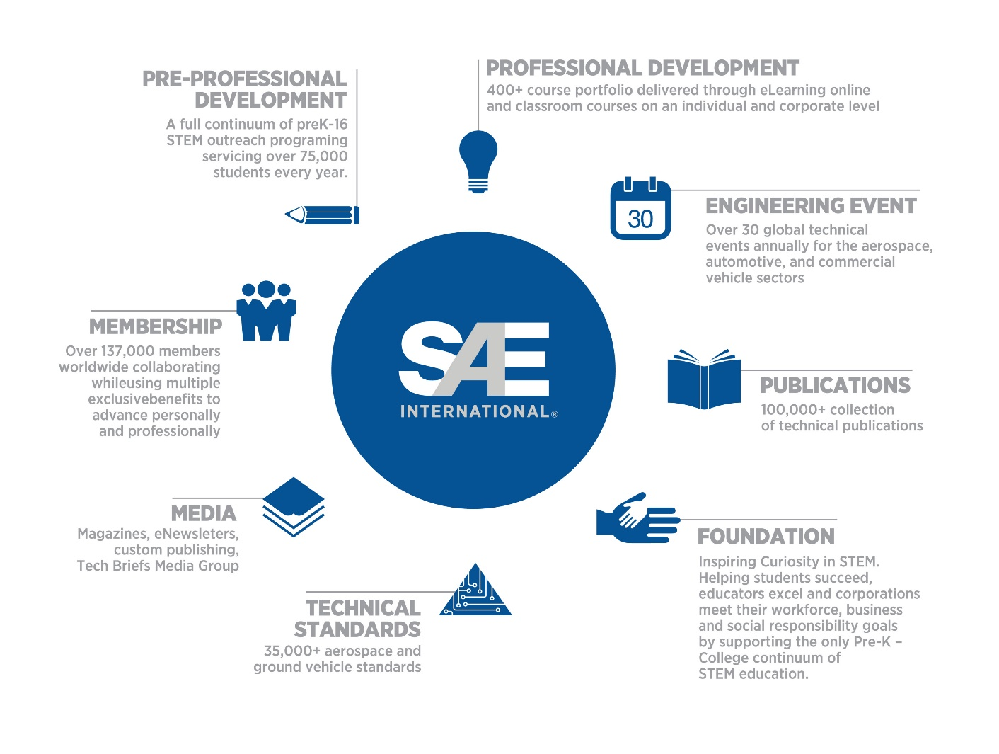 PRE-PROFESSIONAL
DEVELOPMENT
A full continuum of preK-16
STEM outreach programing
servicing over 75,000
students every year.
PROFESSIONAL DEVELOPMENT
400+ course portfolio delivered through eLearning online
and classroom courses on an individual and corporate level
30
ENGINEERING EVENT
Over 30 global technical
events annually for the aerospace,
automotive, and commercial
vehicle sectors
MEMBERSHIP
Over 137,000 members
worldwide collaborating
whileusing multiple
exclusivebenefits to
advance personally
and professionally
SAE
INTERNATIONAL®
PUBLICATIONS
100,000+ collection
of technical publications
MEDIA
Magazines, eNewsleters,
custom publishing,
Tech Briefs Media Group
FOUNDATION
Inspiring Curiosity in STEM.
Helping students succeed,
educators excel and corporations
meet their workforce, business
and social responsibility goals
by supporting the only Pre-K –
College continuum of
STEM education.
TECHNICAL
STANDARDS
35,000+ aerospace and
ground vehicle standards